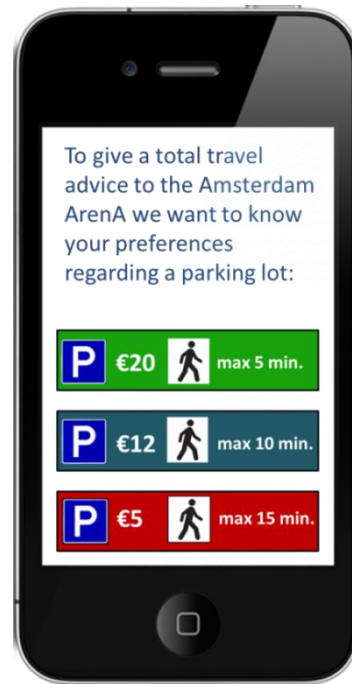 To give a total travel
advice to the Amsterdam
ArenA we want to know
your preferences
regarding a parking lot:
P €20 max 5 min.
P €12 max 10 min.
P €5 max 15 min.